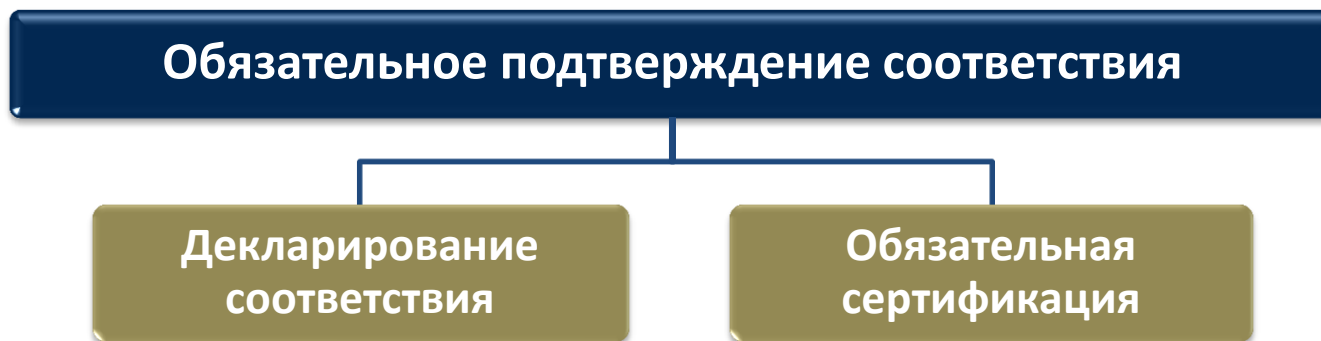 Обязательное подтверждение соответствия
Декларирование
соответствия
Обязательная
сертификация